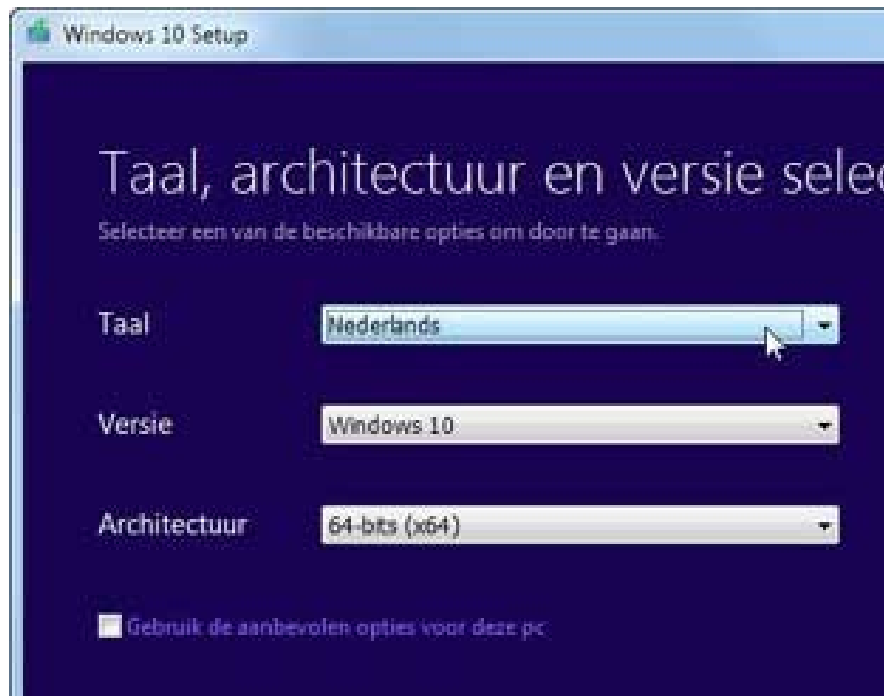 Windows 10 Setup
Taal, architectuur en versie selec
Selecteer een van de beschikbare opties om door te gaan.
Taal
Nederlands
Versie
Windows 10
Architectuur
64-bits (x64)
Gebruik de aanbevolen opties voor deze pc